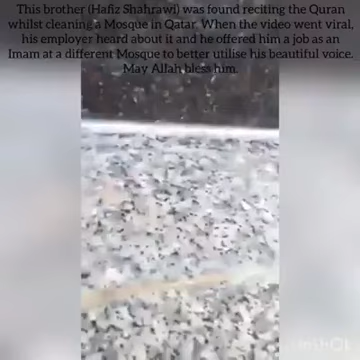 This brother (Hafiz Shahrawi) was found reciting the Quran
whilst cleaning a Mosque in Qatar. When the video went viral,
his employer heard about it and he offered him a job as an
Imam at a different Mosque to better utilise his beautiful voice.
May Allah bless him.